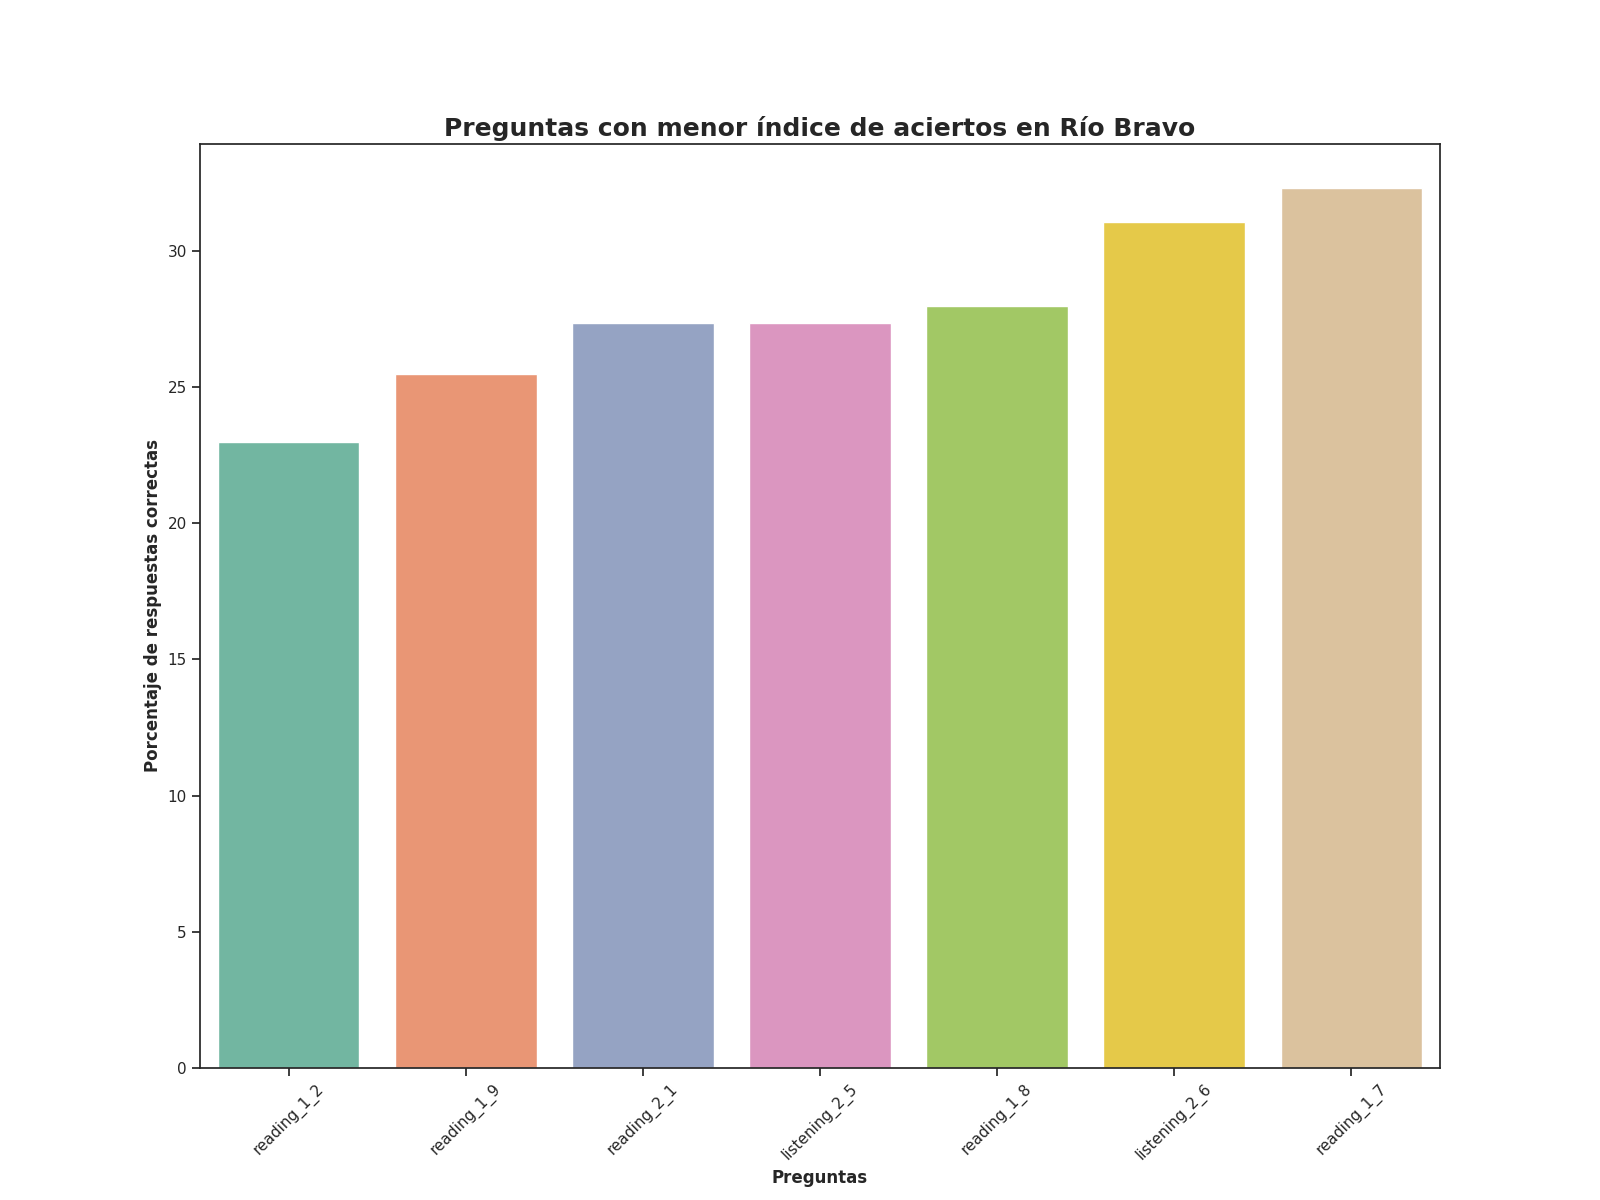 Preguntas con menor índice de aciertos en Río Bravo
Porcentaje de respuestas correctas
30
25
20
15
10
5
0
reading_1_2
reading_1_9
reading_2_1
listening_2_5
reading_1_8
listening_2_6
reading_1_7
Preguntas